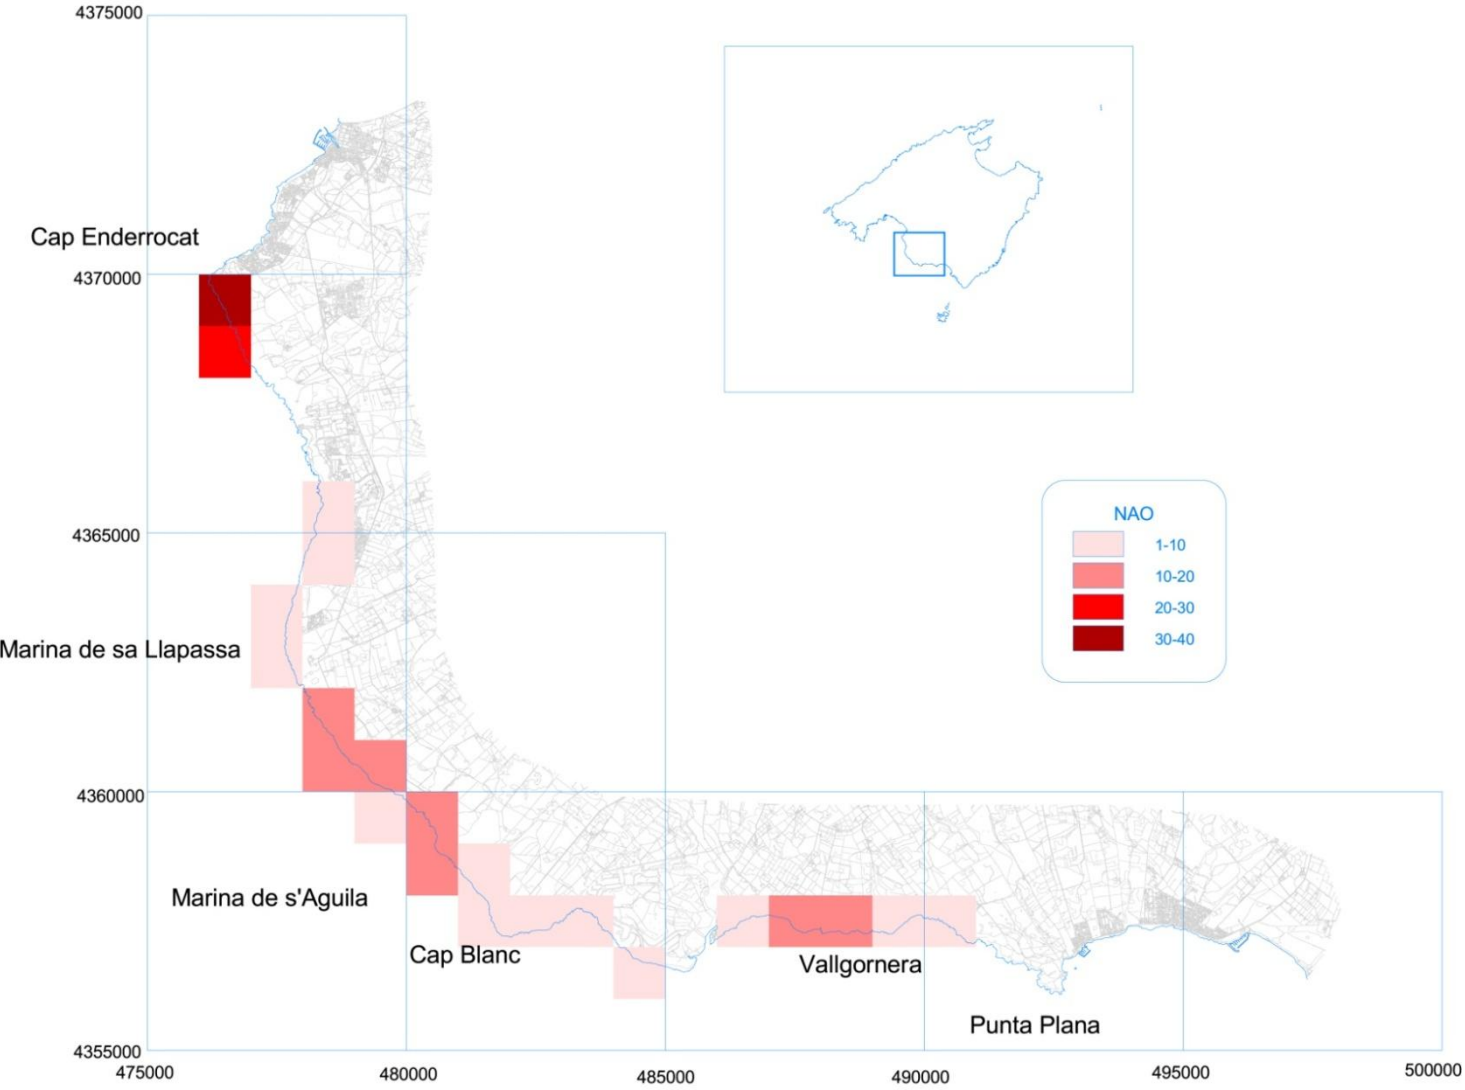 4375000
Cap Enderrocat
4370000
4365000
NAO
1-10
10-20
20-30
30-40
Marina de sa Llapassa
4360000
Marina de s'Aguila
Cap Blanc
Vallgornera
Punta Plana
4355000
475000
480000
485000
490000
495000
500000